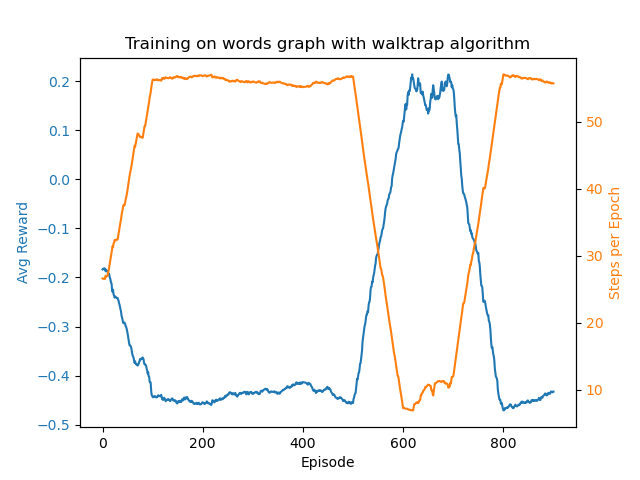 Training on words graph with walktrap algorithm
Avg Reward
0.2
0.1
0.0
−0.1
−0.2
−0.3
−0.4
−0.5
50
40
30
20
10
Steps per Epoch
0 200 400 600 800
Episode